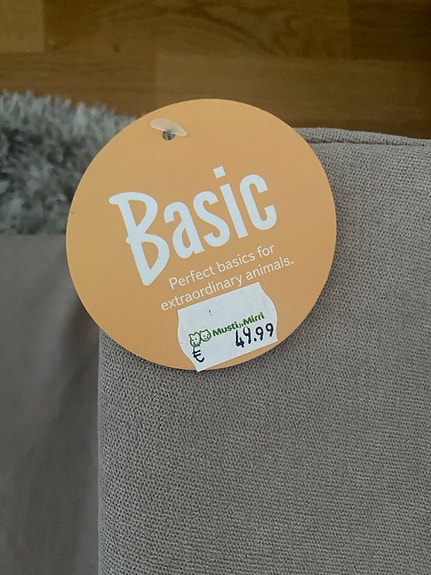 Basic
Perfect basics for
extraordinary animals.
Musti ja Mirri
€ 49.99